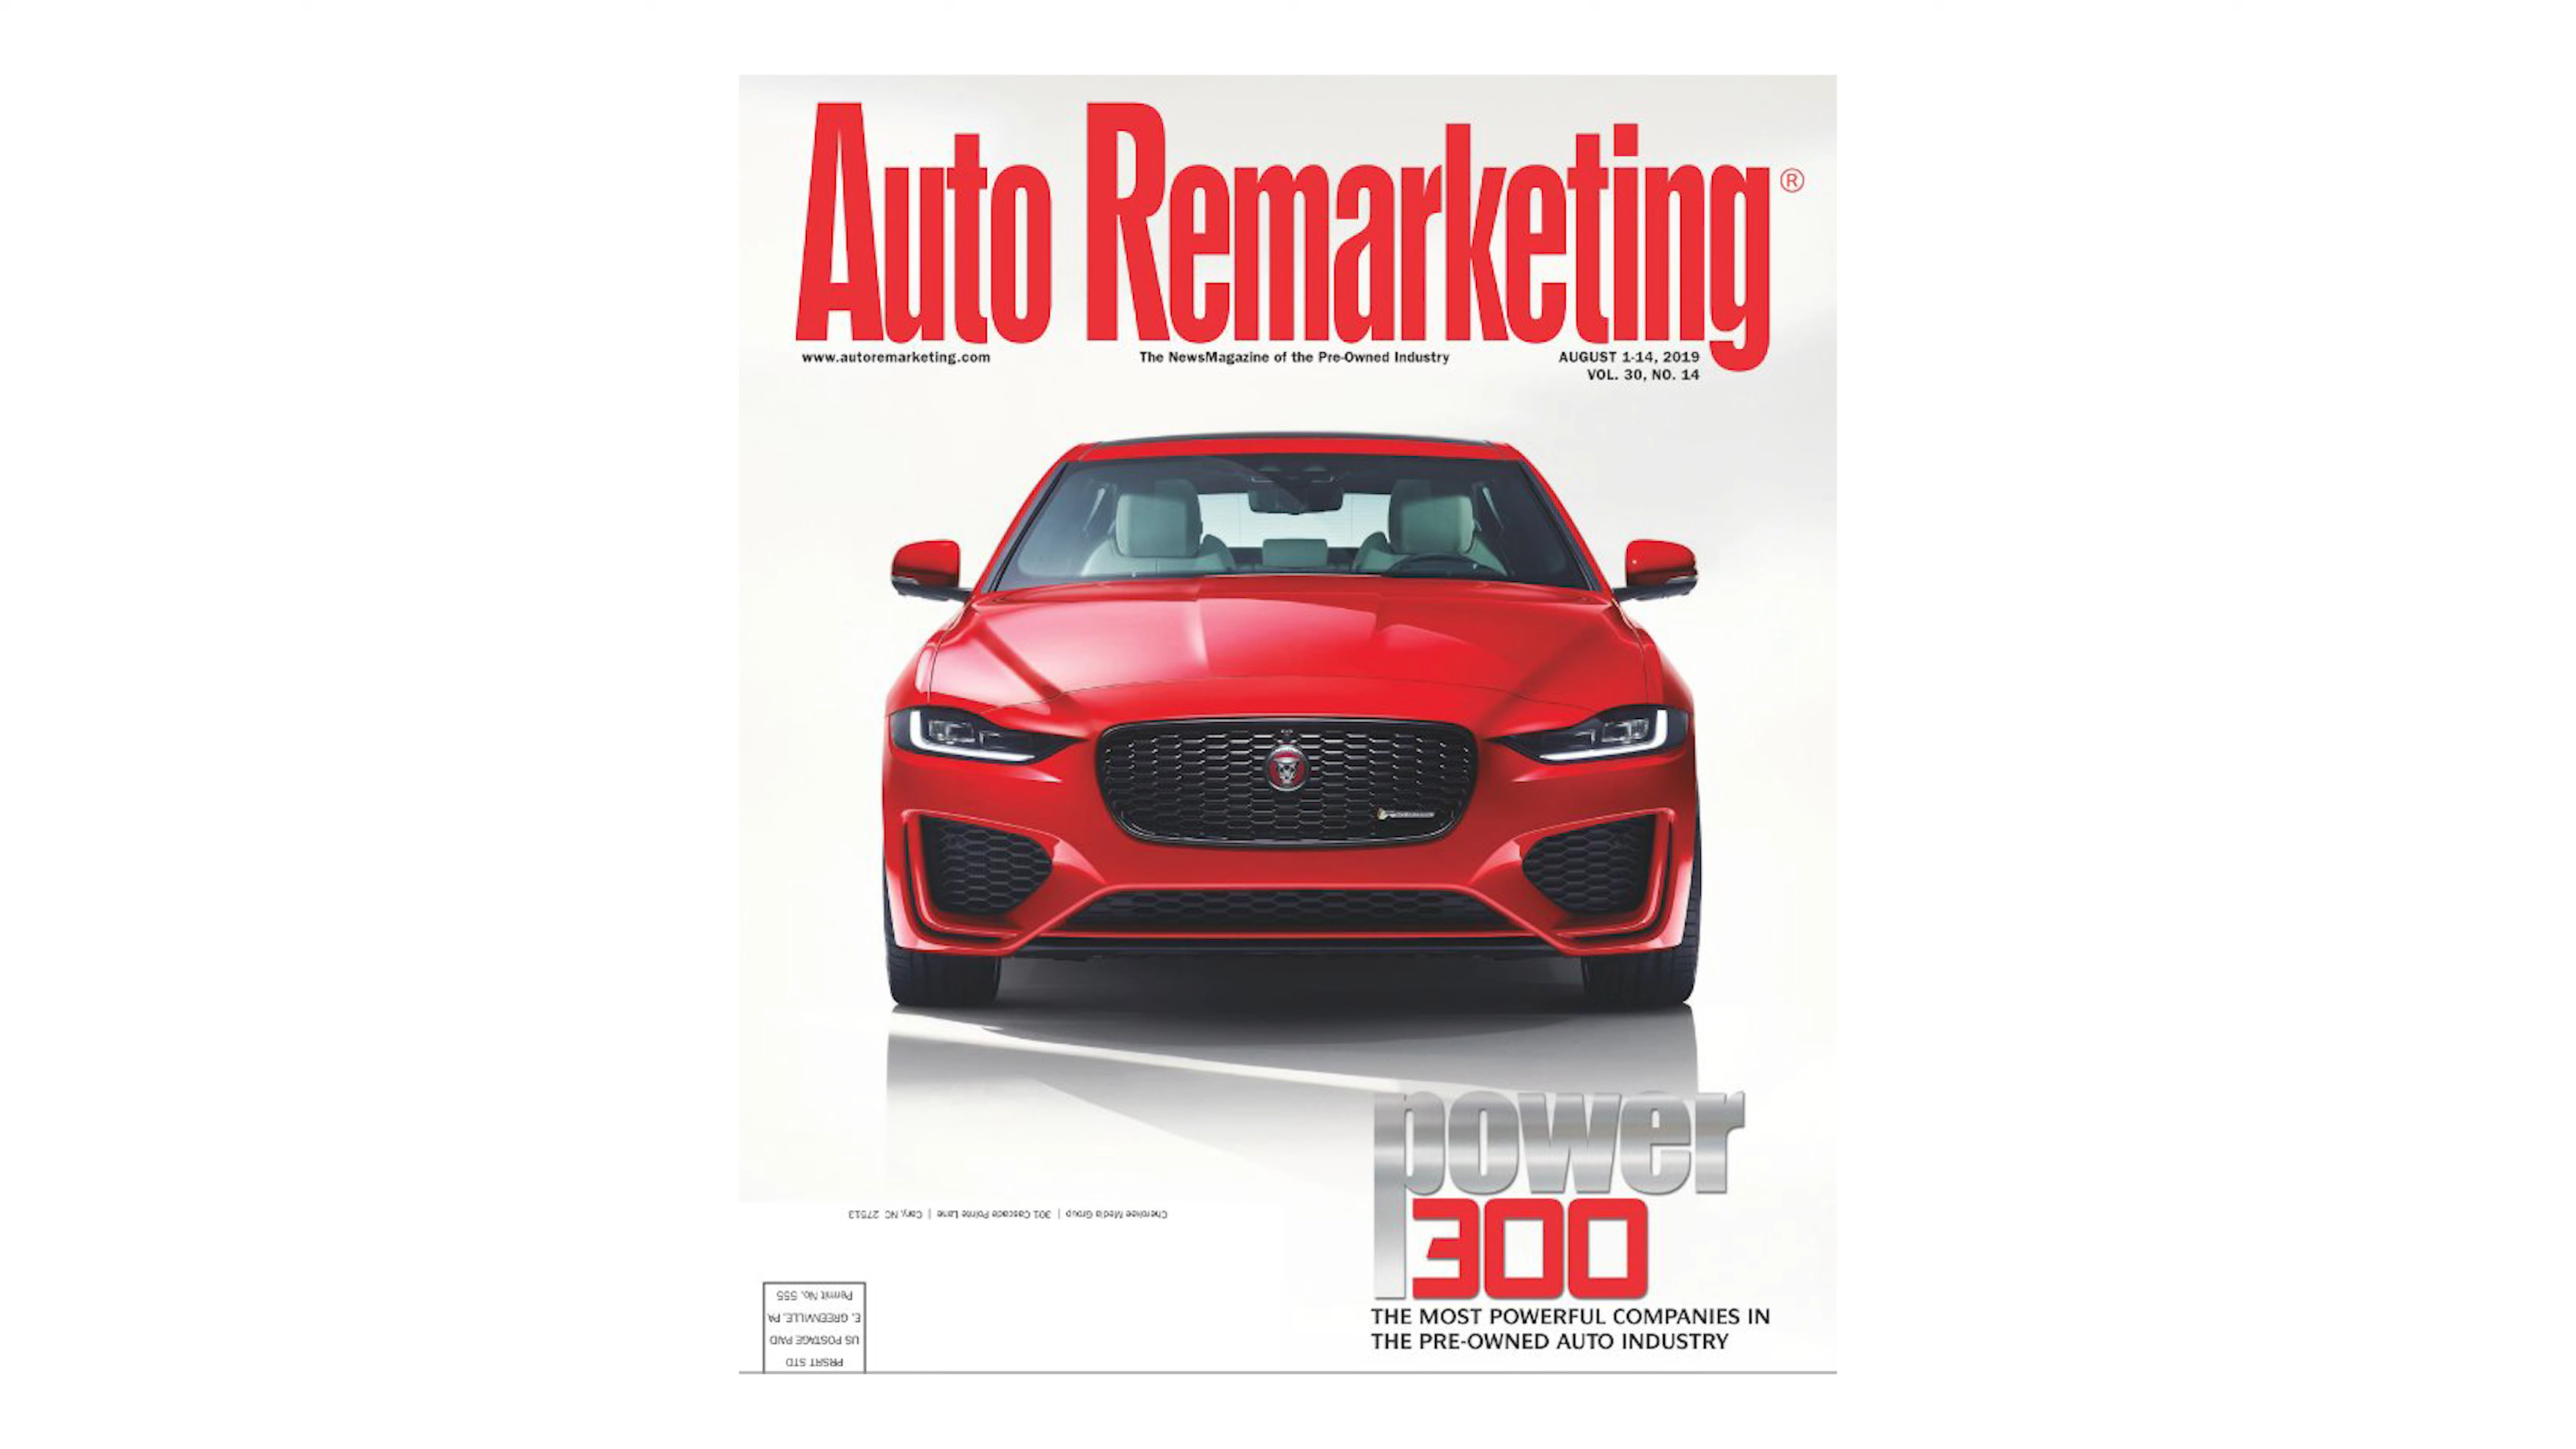 Auto Remarketing®
www.autoremarketing.com The NewsMagazine of the Pre-Owned Industry AUGUST 1-14, 2019
VOL. 30, NO. 14
power
300
THE MOST POWERFUL COMPANIES IN
THE PRE-OWNED AUTO INDUSTRY
Cherokee Media Group | 301 Cascade Pointe Lane | Cary, NC 27513
PRSRT STD
US POSTAGE PAID
E. GREENVILLE, PA
Permit No. 555